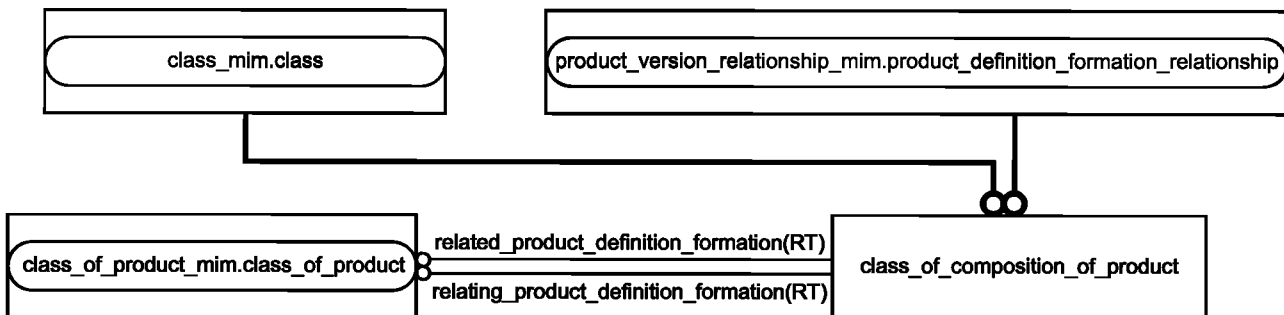 class_mim.class
product_version_relationship_mim.product_definition_formation_relationship
related_product_definition_formation(RT)
class_of_product_mim.class_of_product
class_of_composition_of_product
relating_product_definition_formation(RT)